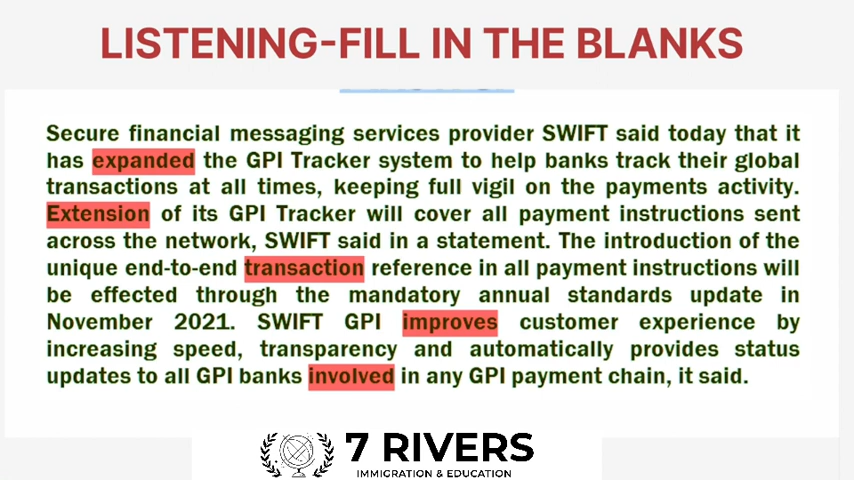 LISTENING-FILL IN THE BLANKS
Secure financial messaging services provider SWIFT said today that it
has expanded the GPI Tracker system to help banks track their global
transactions at all times, keeping full vigil on the payments activity.
Extension of its GPI Tracker will cover all payment instructions sent
across the network, SWIFT said in a statement. The introduction of the
unique end-to-end transaction reference in all payment instructions will
be effected through the mandatory annual standards update in
November 2021. SWIFT GPI improves customer experience by
increasing speed, transparency and automatically provides status
updates to all GPI banks involved in any GPI payment chain, it said.
7 RIVERS
IMMIGRATION & EDUCATION